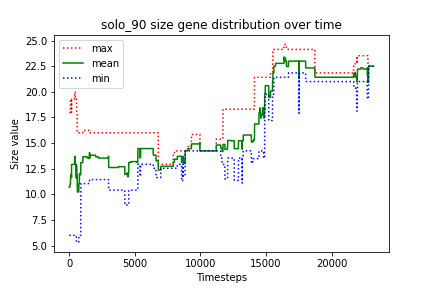 solo_90 size gene distribution over time
max
mean
min
Size value
25.0
22.5
20.0
17.5
15.0
12.5
10.0
7.5
5.0
0
5000
10000
15000
20000
Timesteps